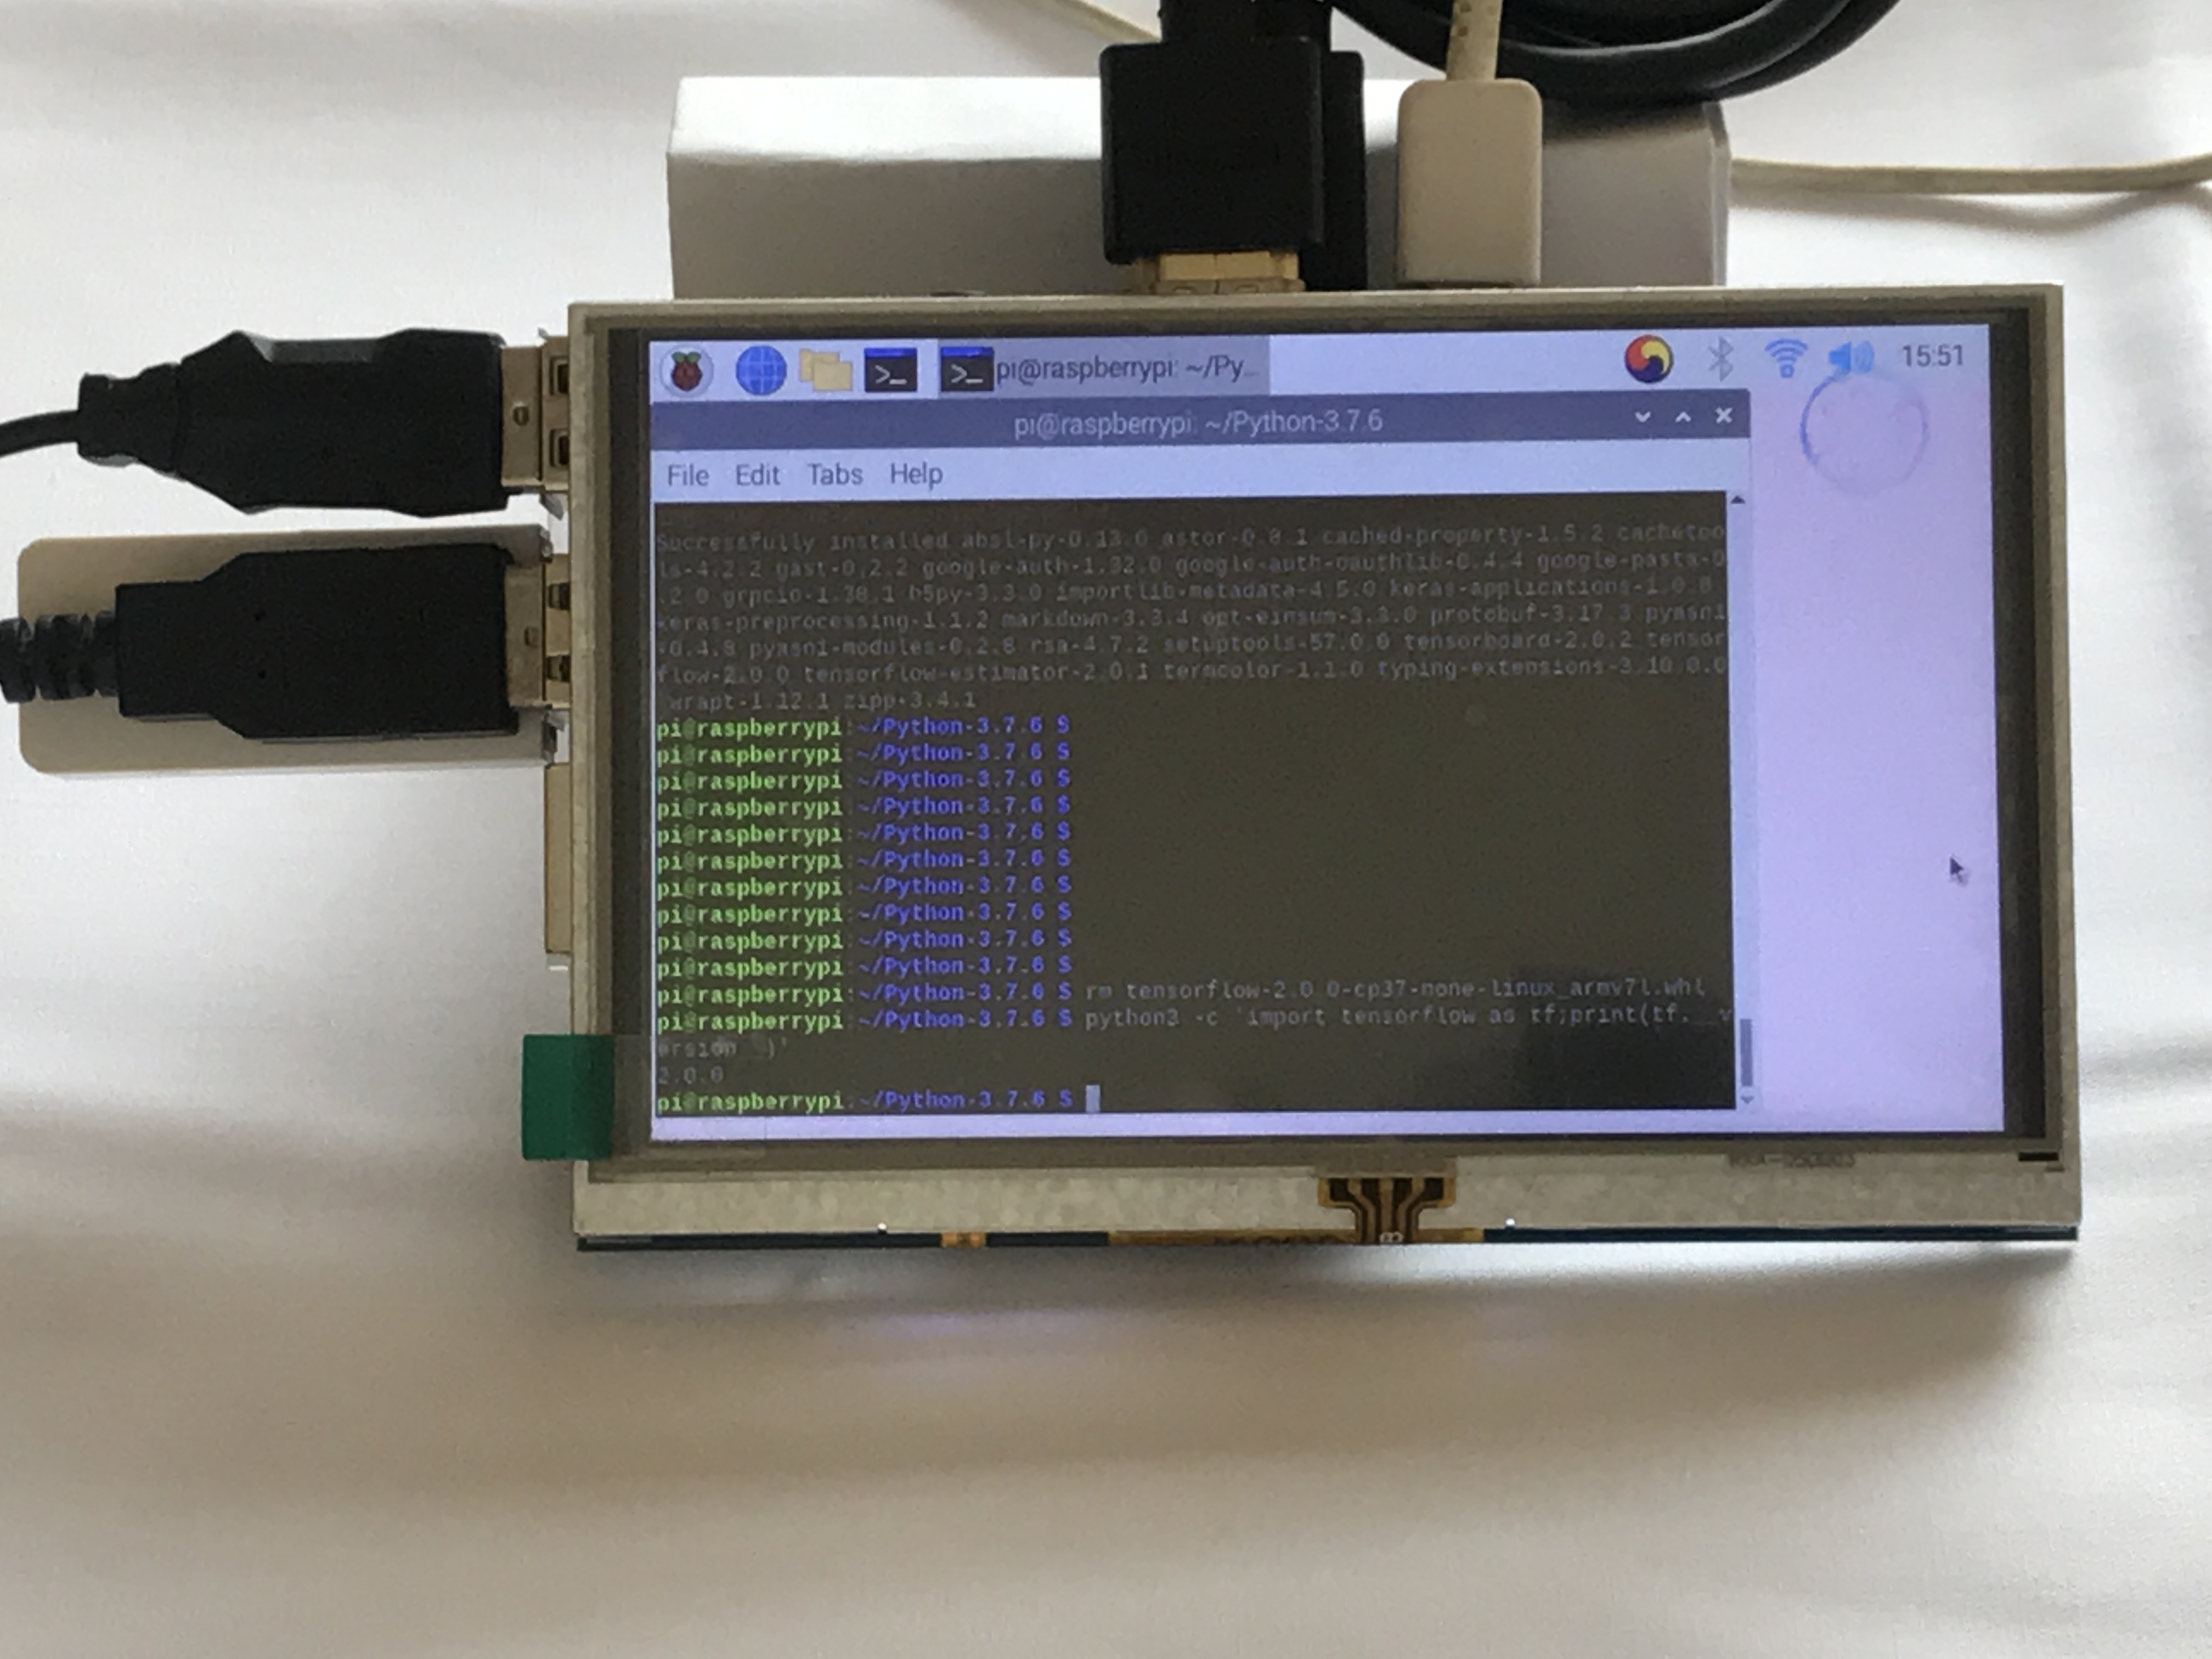 pi@raspberrypi: ~/Py...
15:51
pi@raspberrypi: ~/Python-3.7.6
File Edit Tabs Help
Successfully installed absl-py-0.13.0 astor-0.8.1 cached-property-1.5.2 cachetoo
ls-4.2.2 gast-0.2.2 google-auth-1.32.0 google-auth-oauthlib-0.4.4 google-pasta-0
.2.0 grpcio-1.38.1 h5py-3.3.0 importlib-metadata-4.5.0 keras-applications-1.0.8
keras-preprocessing-1.1.2 markdown-3.3.4 opt-einsum-3.3.0 protobuf-3.17.3 pyasn1
-0.4.8 pyasn1-modules-0.2.8 rsa-4.7.2 setuptools-57.0.0 tensorboard-2.0.2 tensor
flow-2.0.0 tensorflow-estimator-2.0.1 termcolor-1.1.0 typing-extensions-3.10.0.0
wrapt-1.12.1 zipp-3.4.1
pi@raspberrypi:~/Python-3.7.6 $
pi@raspberrypi:~/Python-3.7.6 $
pi@raspberrypi:~/Python-3.7.6 $
pi@raspberrypi:~/Python-3.7.6 $
pi@raspberrypi:~/Python-3.7.6 $
pi@raspberrypi:~/Python-3.7.6 $
pi@raspberrypi:~/Python-3.7.6 $
pi@raspberrypi:~/Python-3.7.6 $
pi@raspberrypi:~/Python-3.7.6 $
pi@raspberrypi:~/Python-3.7.6 $
pi@raspberrypi:~/Python-3.7.6 $ rm tensorflow-2.0.0-cp37-none-linux_armv7l.whl
pi@raspberrypi:~/Python-3.7.6 $ python3 -c 'import tensorflow as tf;print(tf.__v
ersion__)'
2.0.0
pi@raspberrypi:~/Python-3.7.6 $